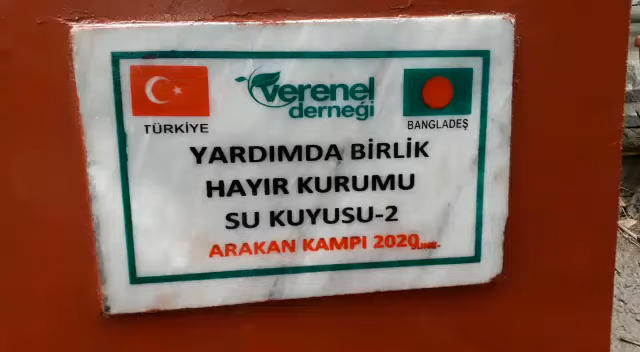 verenel
derneği
TÜRKİYE
BANGLADEŞ
YARDIMDA BİRLİK
HAYIR KURUMU
SU KUYUSU-2
ARAKAN KAMPI 2020